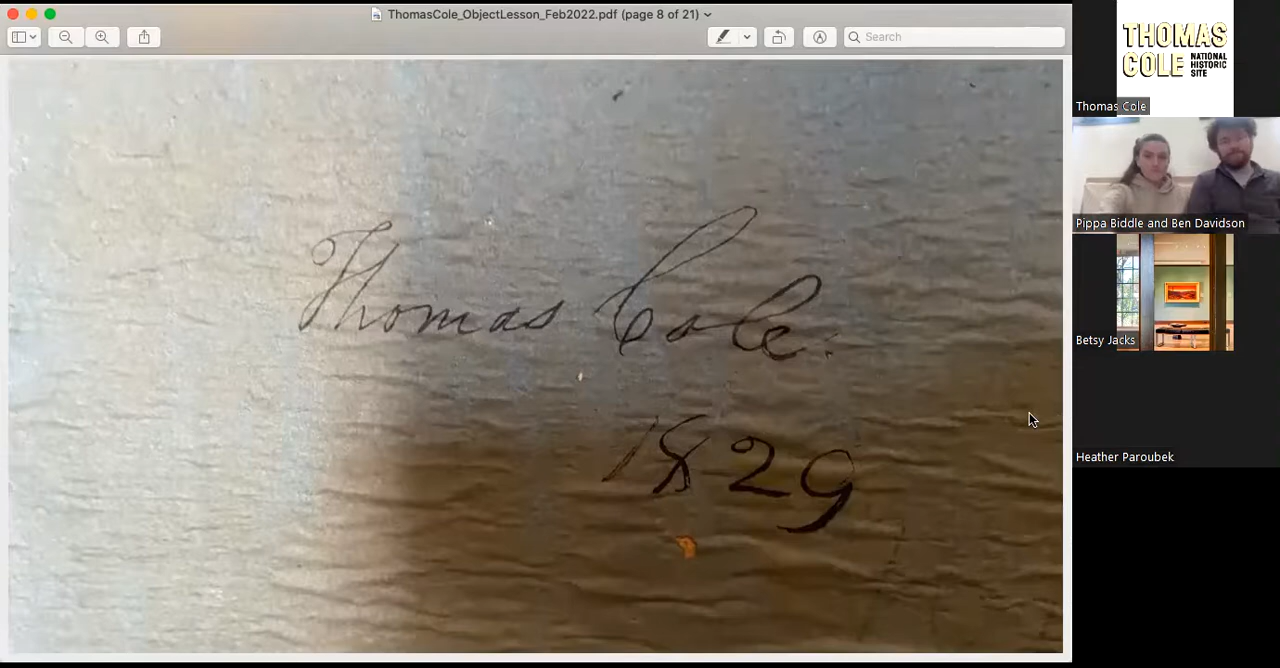 ThomasCole_ObjectLesson_Feb2022.pdf (page 8 of 21)
Search
Thomas Cole.
1829
THOMAS
COLE NATIONAL
HISTORIC
SITE
Thomas Cole
Pippa Biddle and Ben Davidson
Betsy Jacks
Heather Paroubek